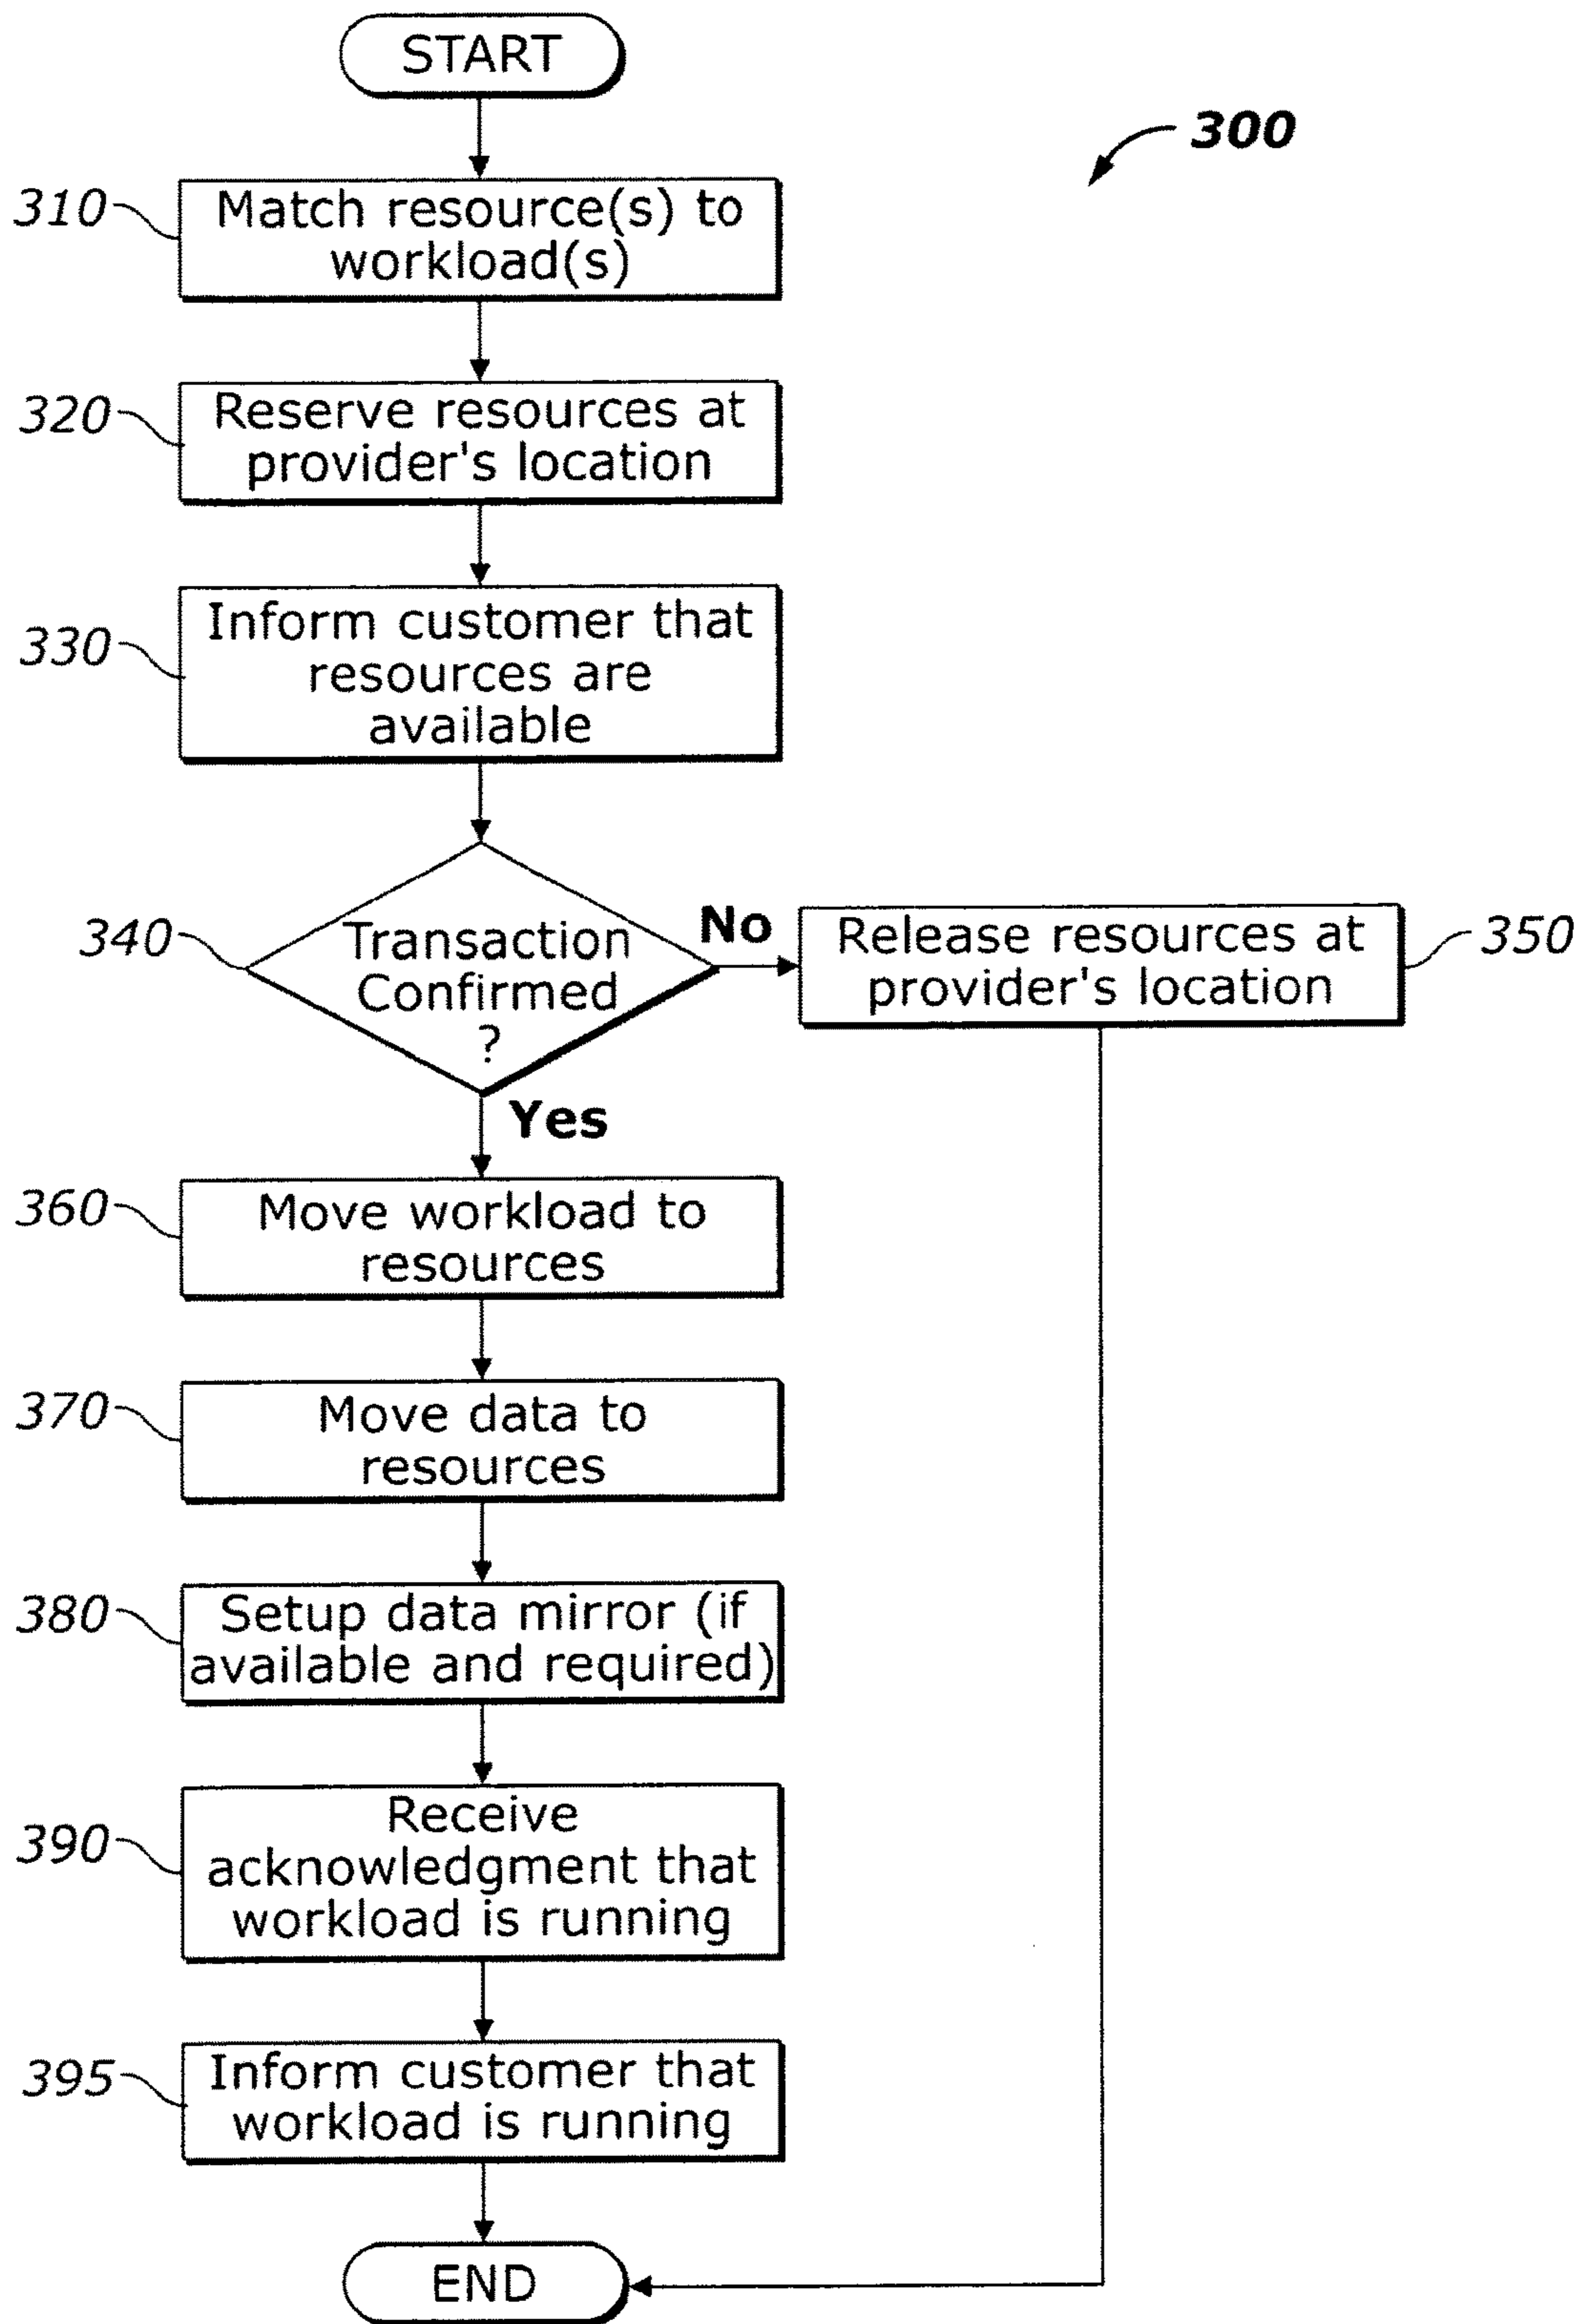 START
300
310
Match resource(s) to
workload(s)
320
Reserve resources at
provider's location
330
Inform customer that
resources are
available
340
Transaction
Confirmed
?
No
Release resources at
provider's location
350
Yes
360
Move workload to
resources
370
Move data to
resources
380
Setup data mirror (if
available and required)
390
Receive
acknowledgment that
workload is running
395
Inform customer that
workload is running
END